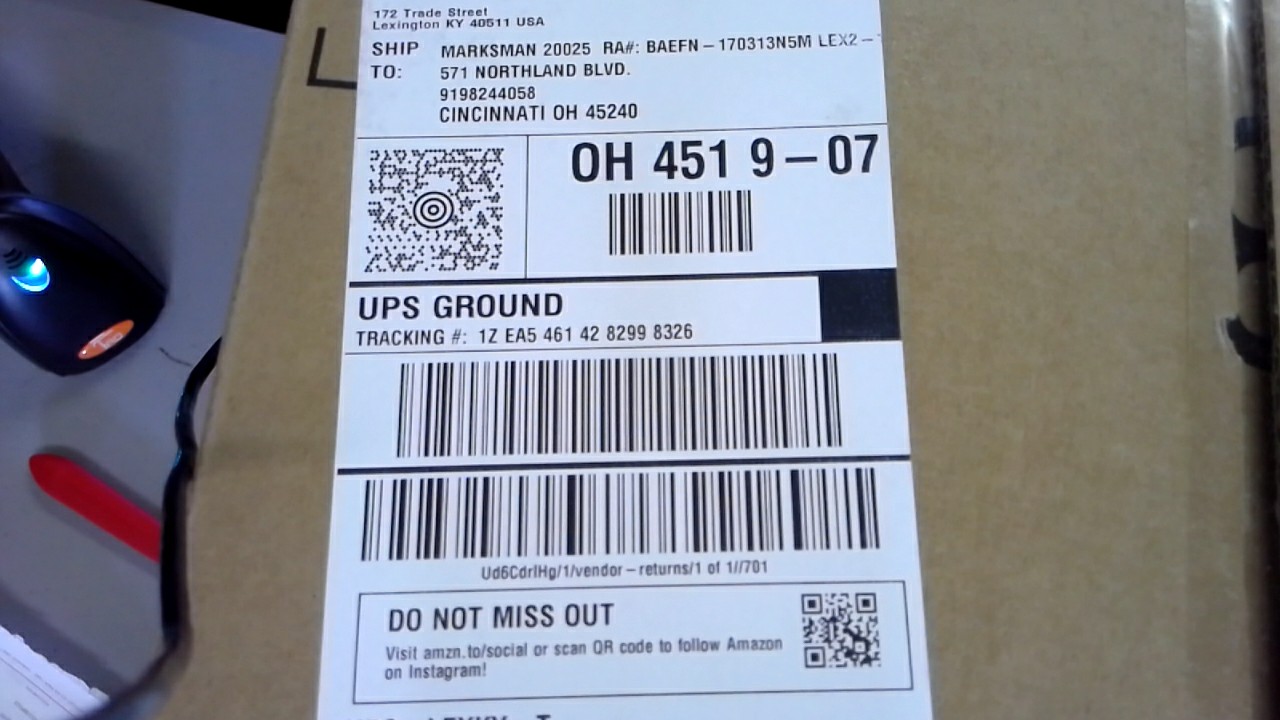 172 Trade Street
Lexington KY 40511 USA
SHIP TO:
MARKSMAN 20025 RA#: BAEFN-170313N5M LEX2-
571 NORTHLAND BLVD.
9198244058
CINCINNATI OH 45240
OH 451 9-07
UPS GROUND
TRACKING #: 1Z EA5 461 42 8299 8326
Ud6CdrlHg/1/vendor-returns/1 of 1//701
DO NOT MISS OUT
Visit amzn.to/social or scan QR code to follow Amazon
on Instagram!